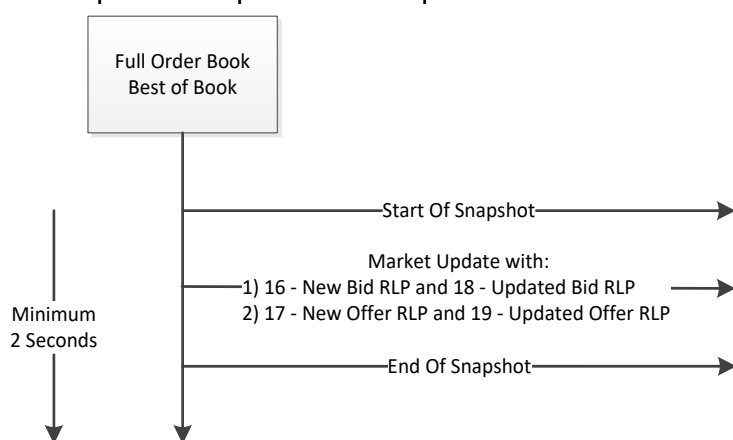 Full Order Book
Best of Book
Start Of Snapshot
Market Update with:
1) 16 - New Bid RLP and 18 - Updated Bid RLP
2) 17 - New Offer RLP and 19 - Updated Offer RLP
Minimum
2 Seconds
End Of Snapshot